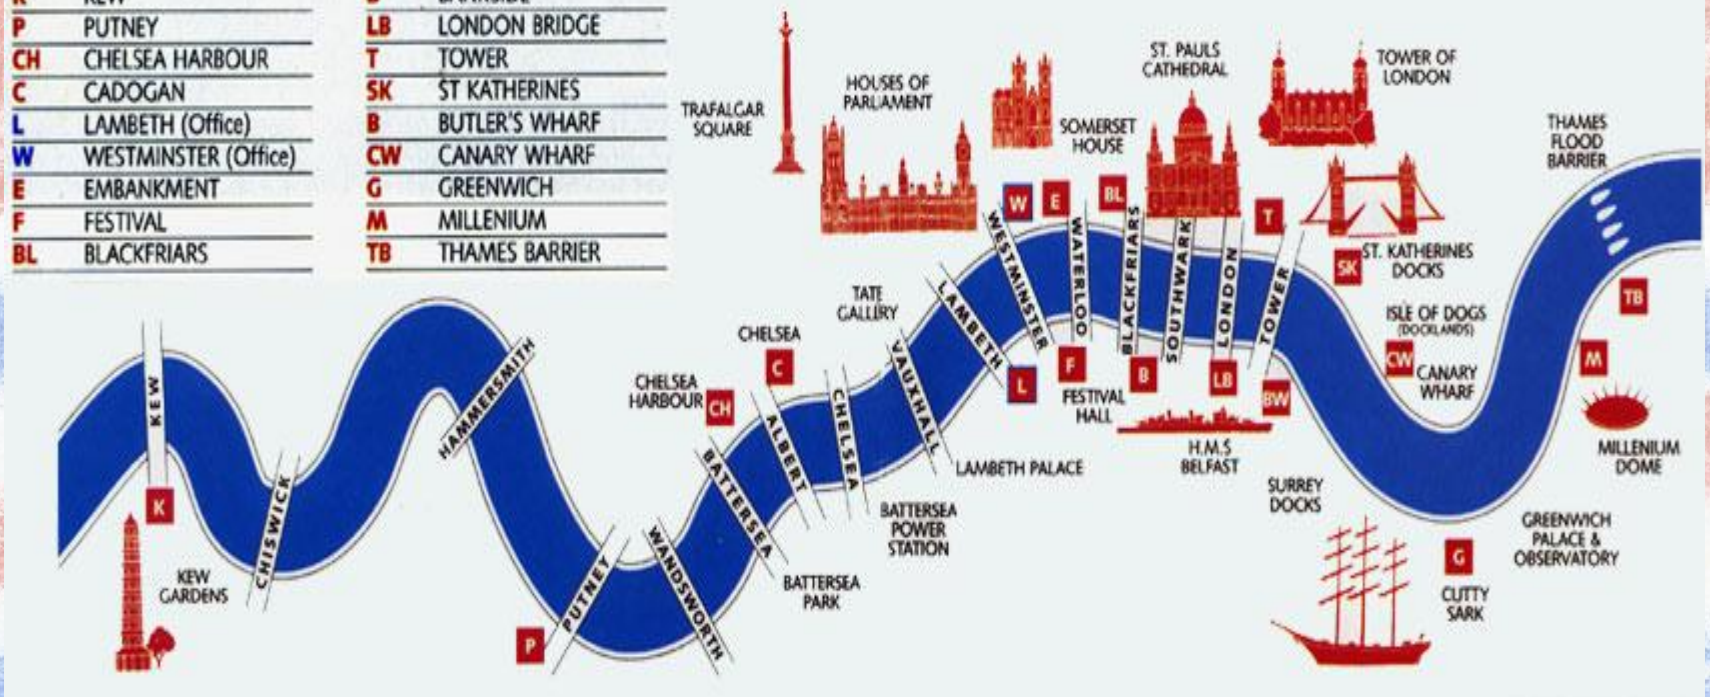 K KEW
P PUTNEY
CH CHELSEA HARBOUR
C CADOGAN
L LAMBETH (Office)
W WESTMINSTER (Office)
E EMBANKMENT
F FESTIVAL
BL BLACKFRIARS
B BANKSIDE
LB LONDON BRIDGE
T TOWER
SK ST KATHERINES
B BUTLER'S WHARF
CW CANARY WHARF
G GREENWICH
M MILLENIUM
TB THAMES BARRIER
TRAFALGAR
SQUARE
HOUSES OF
PARLIAMENT
SOMERSET
HOUSE
ST. PAULS
CATHEDRAL
TOWER OF
LONDON
THAMES
FLOOD
BARRIER
W
E
BL
T
SK
ST. KATHERINES
DOCKS
TB
ISLE OF DOGS
(DOCKLANDS)
CW
CANARY
WHARF
M
MILLENIUM
DOME
KEW
CHISWICK
HAMMERSMITH
PUTNEY
WANDSWORTH
BATTERSEA
ALBERT
CHELSEA
VAUXHALL
LAMBETH
WESTMINSTER
WATERLOO
BLACKFRIARS
SOUTHWARK
LONDON
TOWER
TATE
GALLERY
CHELSEA
C
CHELSEA
HARBOUR
CH
L
F
FESTIVAL
HALL
B
LB
BW
H.M.S
BELFAST
LAMBETH PALACE
BATTERSEA
POWER
STATION
BATTERSEA
PARK
K
KEW
GARDENS
P
SURREY
DOCKS
G
CUTTY
SARK
GREENWICH
PALACE &
OBSERVATORY